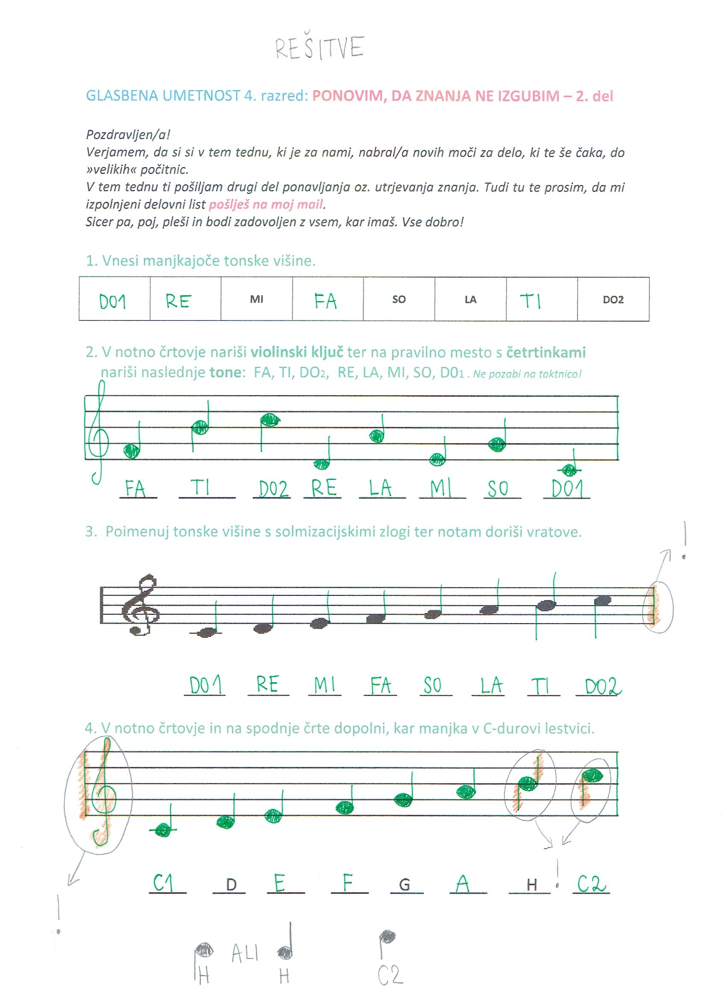 REŠITVE
GLASBENA UMETNOST 4. razred: PONOVIM, DA ZNANJA NE IZGUBIM – 2. del
Pozdravljen/a!
Verjamem, da si si v tem tednu, ki je za nami, nabral/a novih moči za delo, ki te še čaka, do
»velikih« počitnic.
V tem tednu ti pošiljam drugi del ponavljanja oz. utrjevanja znanja. Tudi tu te prosim, da mi
izpolnjeni delovni list pošlješ na moj mail.
Sicer pa, poj, pleši in bodi zadovoljen z vsem, kar imaš. Vse dobro!
1. Vnesi manjkajoče tonske višine.
DO1 RE MI FA SO LA TI DO2
2. V notno črtovje nariši violinski ključ ter na pravilno mesto s četrtinkami
nariši naslednje tone: FA, TI, DO2, RE, LA, MI, SO, DO1 . Ne pozabi na taktnico!
FA TI DO2 RE LA MI SO DO1
3. Poimenuj tonske višine s solmizacijskimi zlogi ter notam doriši vratove.
!
DO1 RE MI FA SO LA TI DO2
4. V notno črtovje in na spodnje črte dopolni, kar manjka v C-durovi lestvici.
C1 D E F G A H ! C2
!
ALI
H H C2